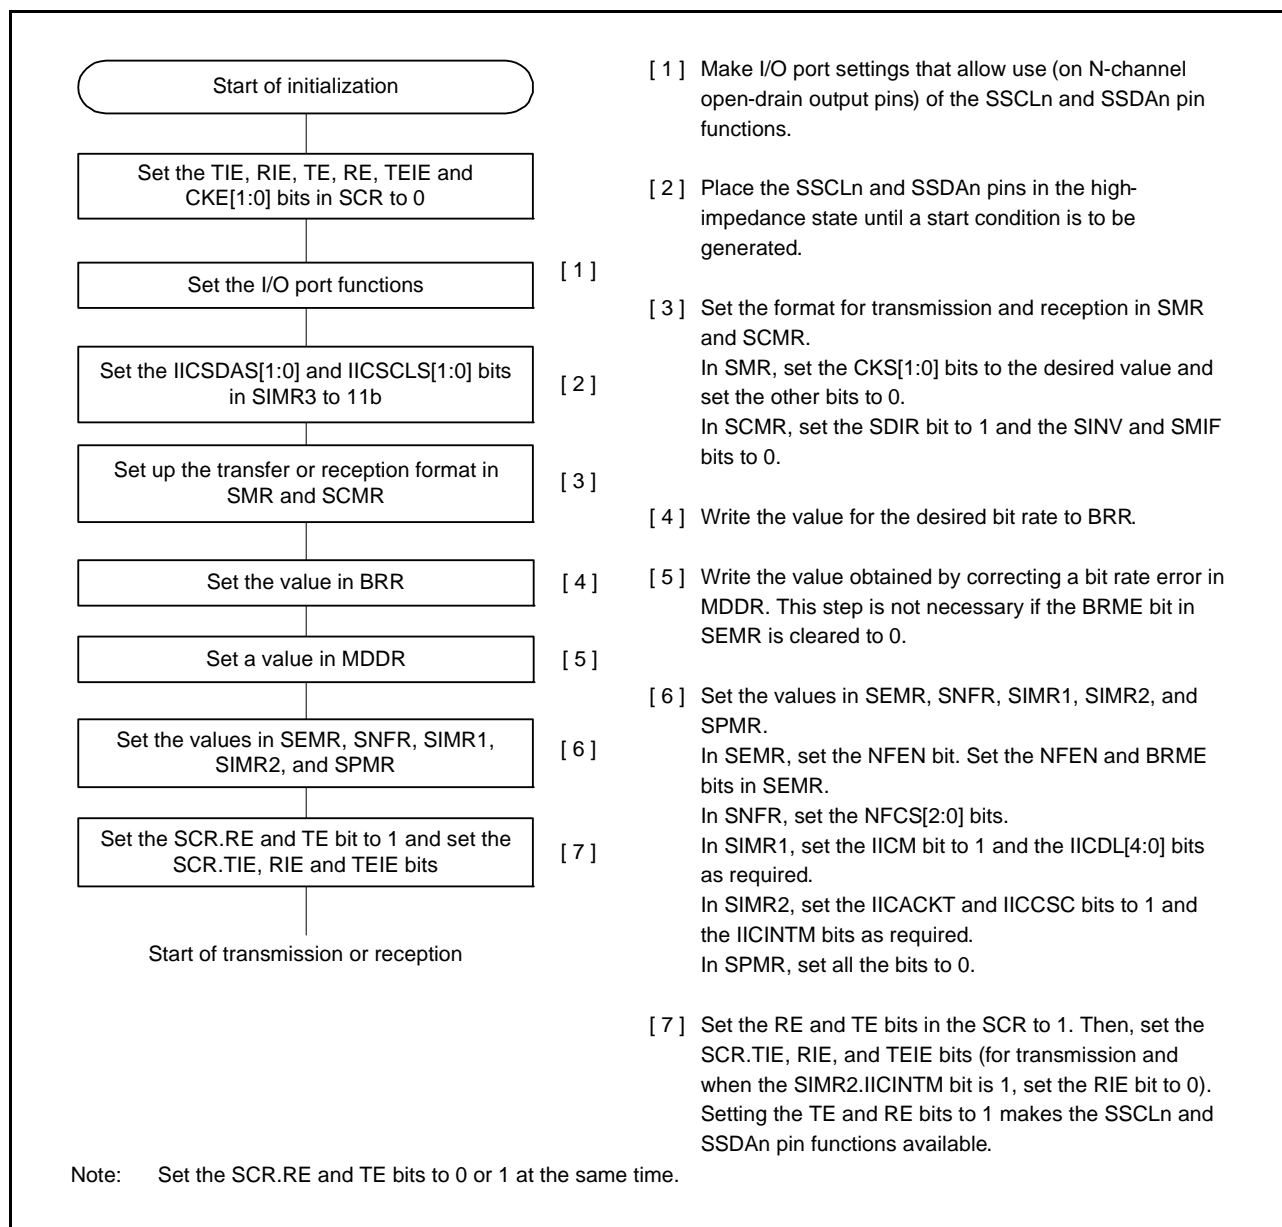 Start of initialization
Set the TIE, RIE, TE, RE, TEIE and
CKE[1:0] bits in SCR to 0
Set the I/O port functions
[ 1 ]
Set the IICSDAS[1:0] and IICSCLS[1:0] bits
in SIMR3 to 11b
[ 2 ]
Set up the transfer or reception format in
SMR and SCMR
[ 3 ]
Set the value in BRR
[ 4 ]
Set a value in MDDR
[ 5 ]
Set the values in SEMR, SNFR, SIMR1,
SIMR2, and SPMR
[ 6 ]
Set the SCR.RE and TE bit to 1 and set the
SCR.TIE, RIE and TEIE bits
[ 7 ]
Start of transmission or reception
[ 1 ] Make I/O port settings that allow use (on N-channel
open-drain output pins) of the SSCLn and SSDAn pin
functions.
[ 2 ] Place the SSCLn and SSDAn pins in the high-
impedance state until a start condition is to be
generated.
[ 3 ] Set the format for transmission and reception in SMR
and SCMR.
In SMR, set the CKS[1:0] bits to the desired value and
set the other bits to 0.
In SCMR, set the SDIR bit to 1 and the SINV and SMIF
bits to 0.
[ 4 ] Write the value for the desired bit rate to BRR.
[ 5 ] Write the value obtained by correcting a bit rate error in
MDDR. This step is not necessary if the BRME bit in
SEMR is cleared to 0.
[ 6 ] Set the values in SEMR, SNFR, SIMR1, SIMR2, and
SPMR.
In SEMR, set the NFEN bit. Set the NFEN and BRME
bits in SEMR.
In SNFR, set the NFCS[2:0] bits.
In SIMR1, set the IICM bit to 1 and the IICDL[4:0] bits
as required.
In SIMR2, set the IICACKT and IICCSC bits to 1 and
the IICINTM bits as required.
In SPMR, set all the bits to 0.
[ 7 ] Set the RE and TE bits in the SCR to 1. Then, set the
SCR.TIE, RIE, and TEIE bits (for transmission and
when the SIMR2.IICINTM bit is 1, set the RIE bit to 0).
Setting the TE and RE bits to 1 makes the SSCLn and
SSDAn pin functions available.
Note: Set the SCR.RE and TE bits to 0 or 1 at the same time.